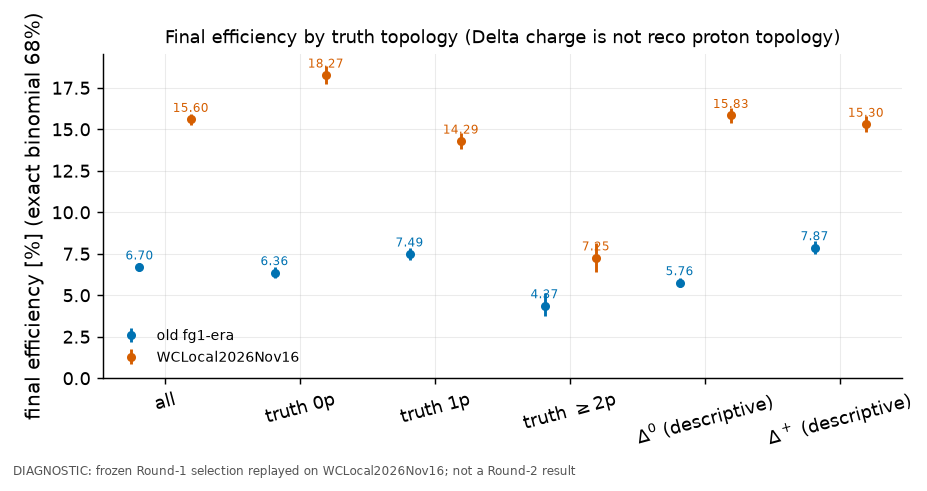 Final efficiency by truth topology (Delta charge is not reco proton topology)
final efficiency [%] (exact binomial 68%)
17.5
15.0
12.5
10.0
7.5
5.0
2.5
0.0
15.60
18.27
14.29
7.25
15.83
15.30
6.70
6.36
7.49
4.37
5.76
7.87
old fg1-era
WCLocal2026Nov16
all
truth 0p
truth 1p
truth ≥ 2p
Δ⁰ (descriptive)
Δ⁺ (descriptive)
DIAGNOSTIC: frozen Round-1 selection replayed on WCLocal2026Nov16; not a Round-2 result